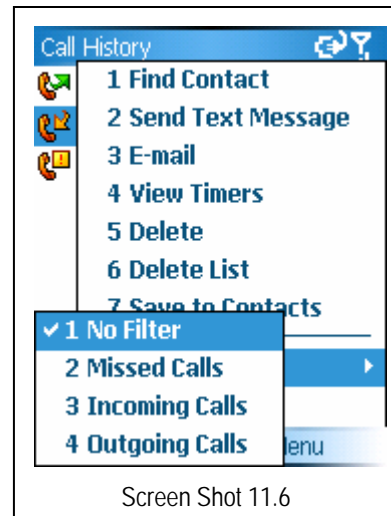 Call History
1 Find Contact
2 Send Text Message
3 E-mail
4 View Timers
5 Delete
6 Delete List
7 Save to Contacts
1 No Filter
2 Missed Calls
3 Incoming Calls
4 Outgoing Calls
enu
Screen Shot 11.6